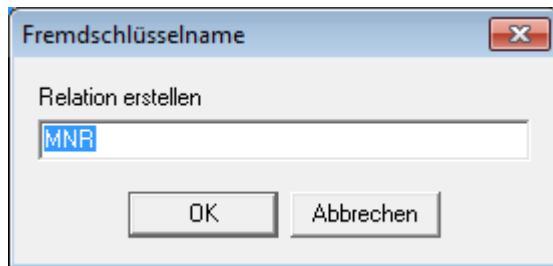 Fremdschlüsselname
Relation erstellen
MNR
OK
Abbrechen